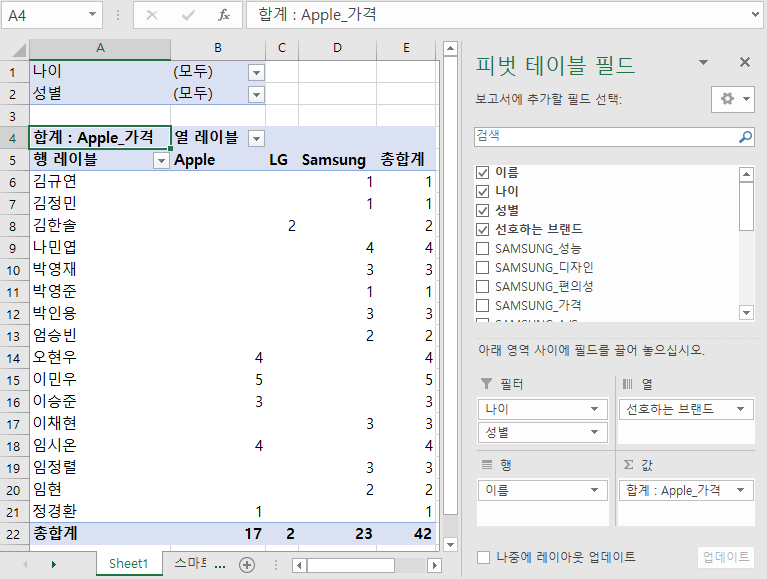 A4
fx
합계 : Apple_가격
A B C D E
1 나이 (모두)
2 성별 (모두)
3
4 합계 : Apple_가격 열 레이블
5 행 레이블 Apple LG Samsung 총합계
6 김규연 1 1
7 김정민 1 1
8 김한솔 2 2
9 나민엽 4 4
10 박영재 3 3
11 박영준 1 1
12 박인용 3 3
13 엄승빈 2 2
14 오현우 4 4
15 이민우 5 5
16 이승준 3 3
17 이채현 3 3
18 임시온 4 4
19 임정렬 3 3
20 임현 2 2
21 정경환 1 1
22 총합계 17 2 23 42
Sheet1 스마트 ...
피벗 테이블 필드
보고서에 추가할 필드 선택:
검색
이름
나이
성별
선호하는 브랜드
SAMSUNG_성능
SAMSUNG_디자인
SAMSUNG_편의성
SAMSUNG_가격
아래 영역 사이에 필드를 끌어 놓으십시오.
필터
나이
성별
열
선호하는 브랜드
행
이름
Σ 값
합계 : Apple_가격
나중에 레이아웃 업데이트
업데이트